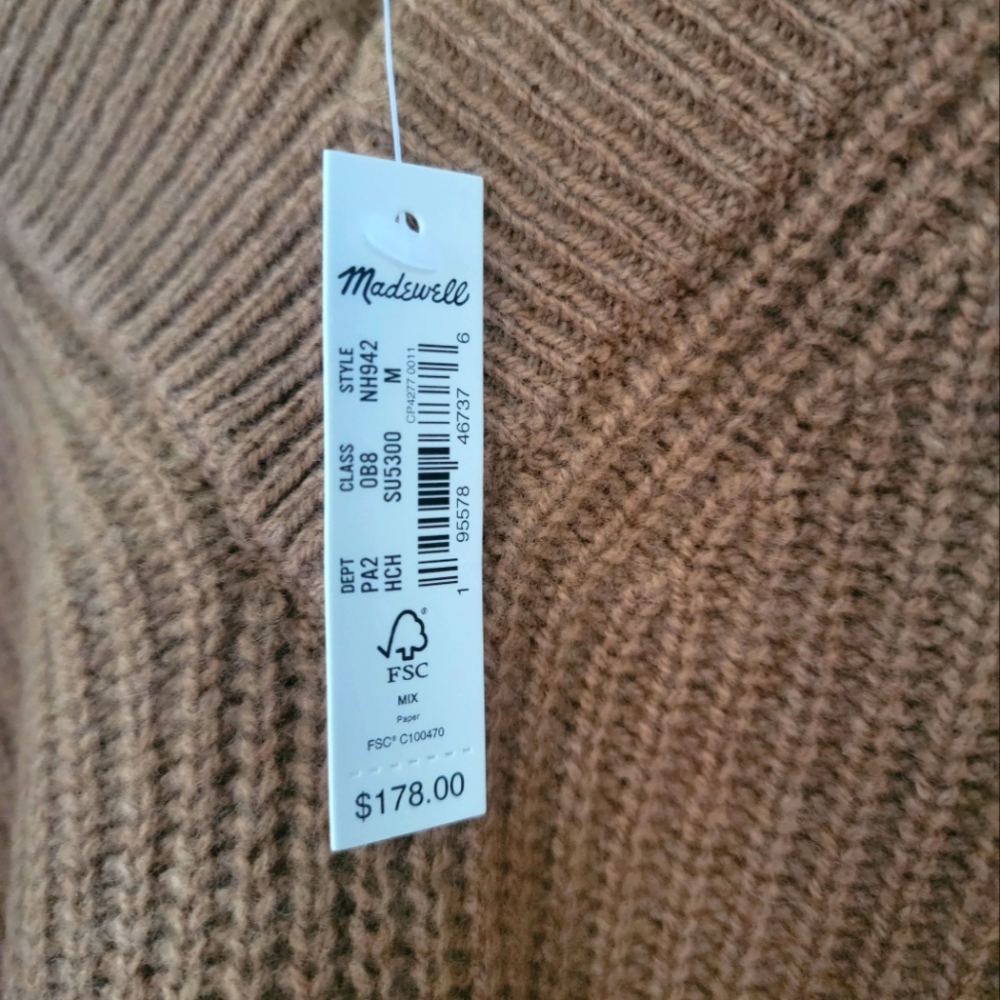 Madewell
DEPT CLASS STYLE
PA2 0B8 NH942
HCH SU5300 M
CP4277 0011
1 95578 46737 6
FSC®
MIX
Paper
FSC® C100470
$178.00